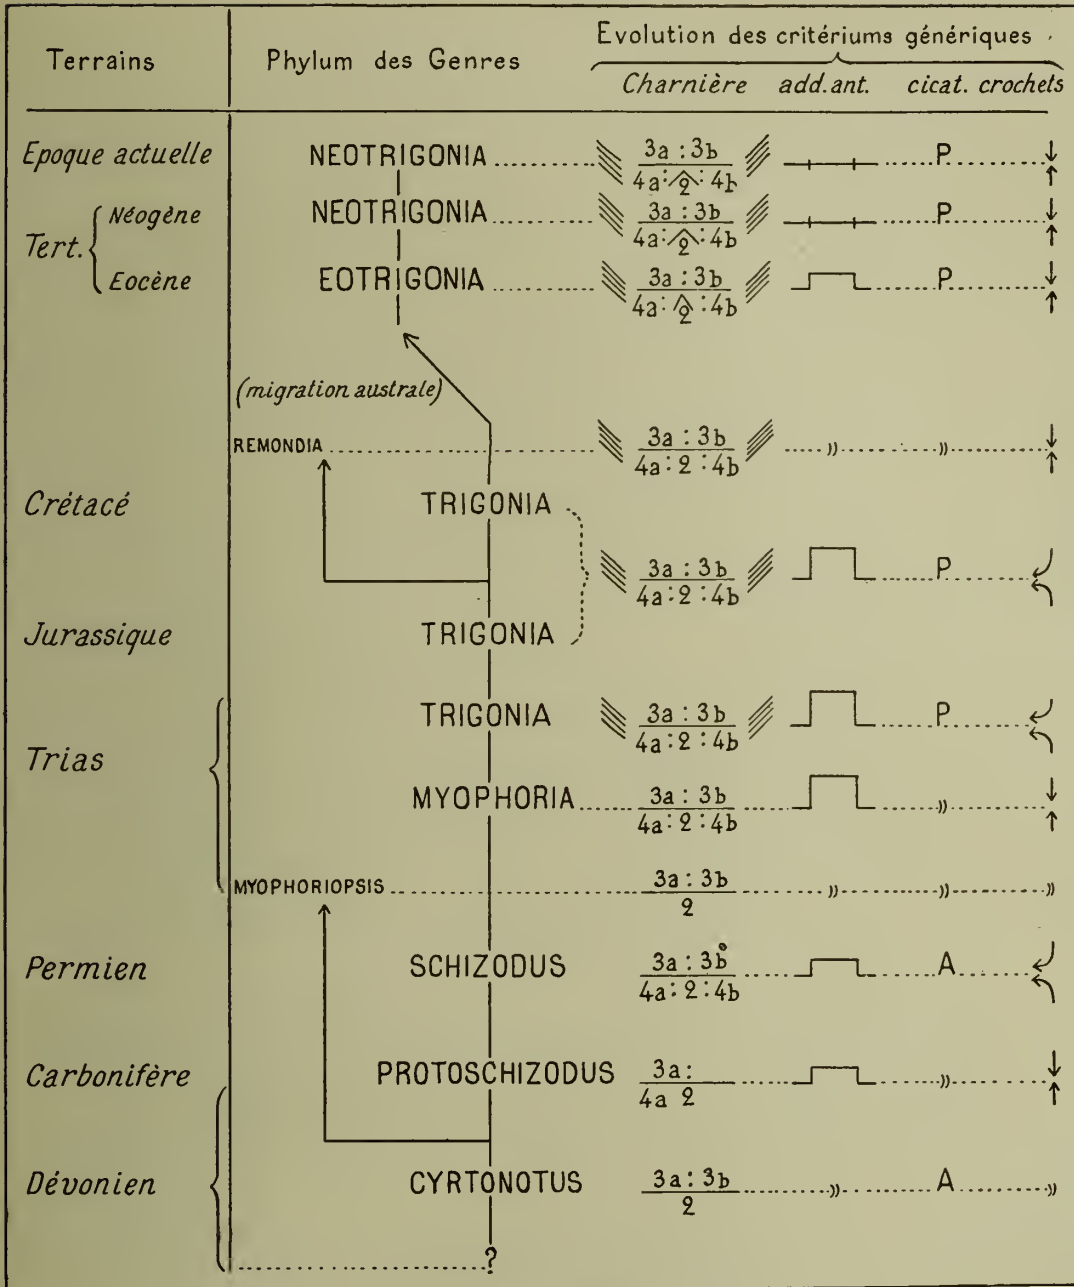 Terrains
Phylum des Genres
Evolution des critériums génériques
Charnière add. ant. cicat. crochets
Epoque actuelle NEOTRIGONIA 3a : 3b P
4a : 2 : 4b
Tert. Néogène NEOTRIGONIA 3a : 3b P
4a : 2 : 4b
Eocène EOTRIGONIA 3a : 3b P
4a : 2 : 4b
(migration australe)
REMONDIA 3a : 3b » »
4a : 2 : 4b
Crétacé TRIGONIA
3a : 3b P
4a : 2 : 4b
Jurassique TRIGONIA
TRIGONIA 3a : 3b P
4a : 2 : 4b
Trias
MYOPHORIA 3a : 3b »
4a : 2 : 4b
MYOPHORIOPSIS 3a : 3b » » »
2
Permien SCHIZODUS 3a : 3b A
4a : 2 : 4b
Carbonifère PROTOSCHIZODUS 3a : »
4a 2
Dévonien CYRTONOTUS 3a : 3b » A »
2
?